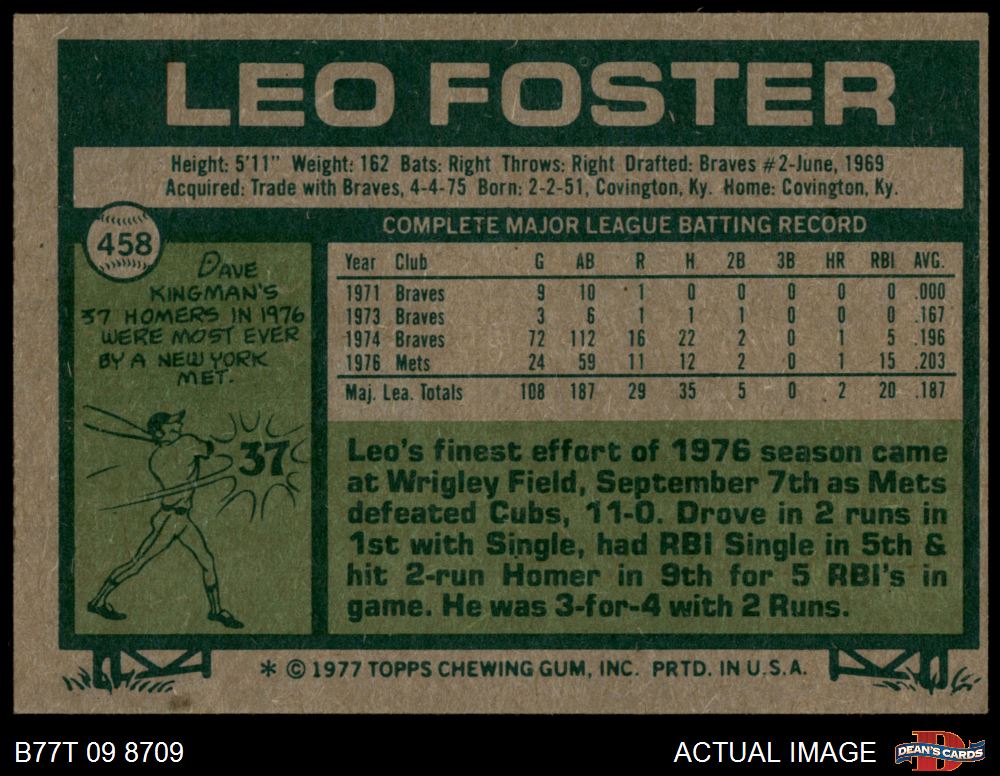 LEO FOSTER
Height: 5'11" Weight: 162 Bats: Right Throws: Right Drafted: Braves #2-June, 1969
Acquired: Trade with Braves, 4-4-75 Born: 2-2-51, Covington, Ky. Home: Covington, Ky.
458
DAVE
KINGMAN'S
37 HOMERS IN 1976
WERE MOST EVER
BY A NEW YORK
MET.
37
COMPLETE MAJOR LEAGUE BATTING RECORD
Year Club G AB R H 2B 3B HR RBI AVG.
1971 Braves 9 10 1 0 0 0 0 0 .000
1973 Braves 3 6 1 1 1 0 0 0 .167
1974 Braves 72 112 16 22 2 0 1 5 .196
1976 Mets 24 59 11 12 2 0 1 15 .203
Maj. Lea. Totals 108 187 29 35 5 0 2 20 .187
Leo's finest effort of 1976 season came
at Wrigley Field, September 7th as Mets
defeated Cubs, 11-0. Drove in 2 runs in
1st with Single, had RBI Single in 5th &
hit 2-run Homer in 9th for 5 RBI's in
game. He was 3-for-4 with 2 Runs.
* © 1977 TOPPS CHEWING GUM, INC. PRTD. IN U.S.A.
B77T 09 8709
ACTUAL IMAGE
D
DEAN'S CARDS